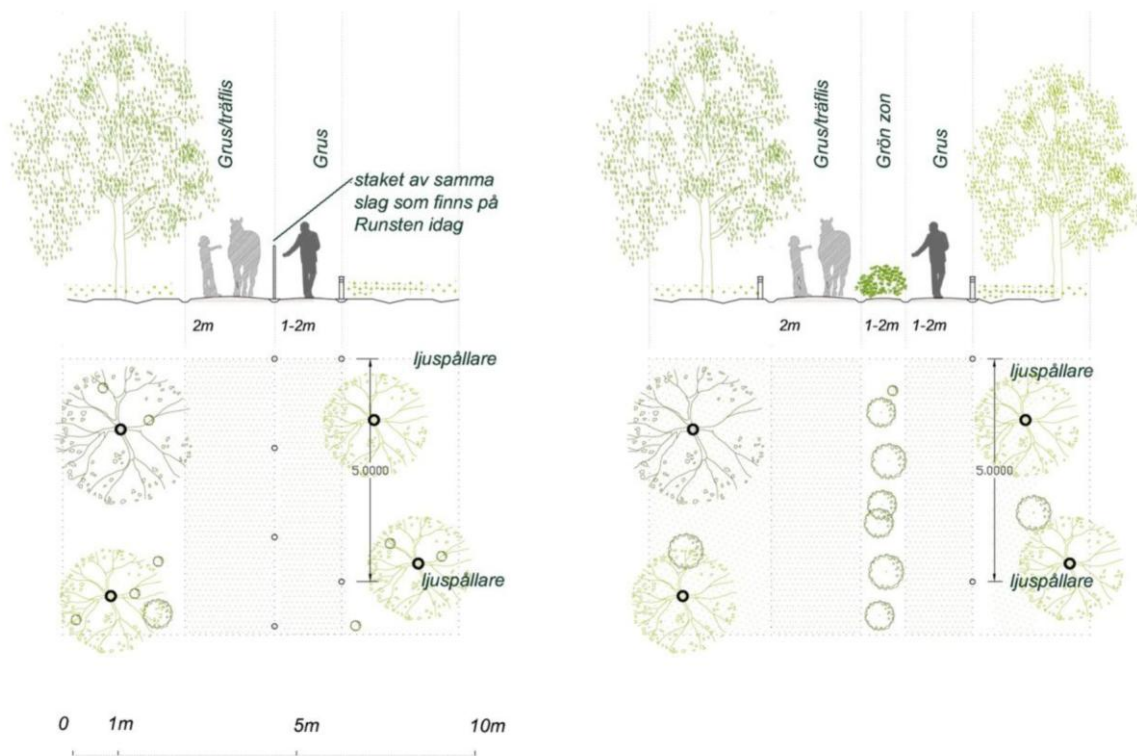 Grus/träflis
Grus
staket av samma
slag som finns på
Runsten idag
2m
1-2m
ljuspållare
5.0000
ljuspållare
Grus/träflis
Grön zon
Grus
2m
1-2m
1-2m
ljuspållare
5.0000
ljuspållare
0
1m
5m
10m